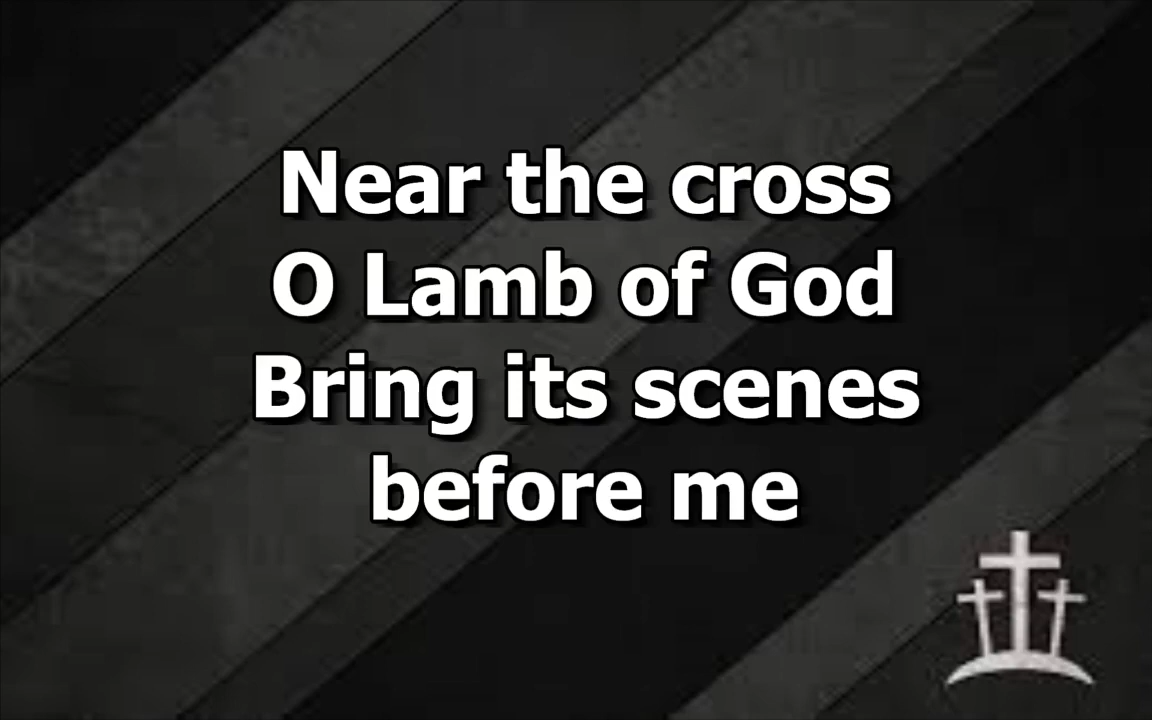 Near the cross
O Lamb of God
Bring its scenes
before me